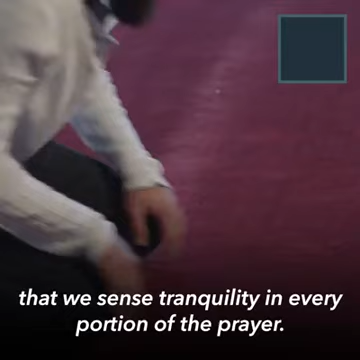 that we sense tranquility in every
portion of the prayer.